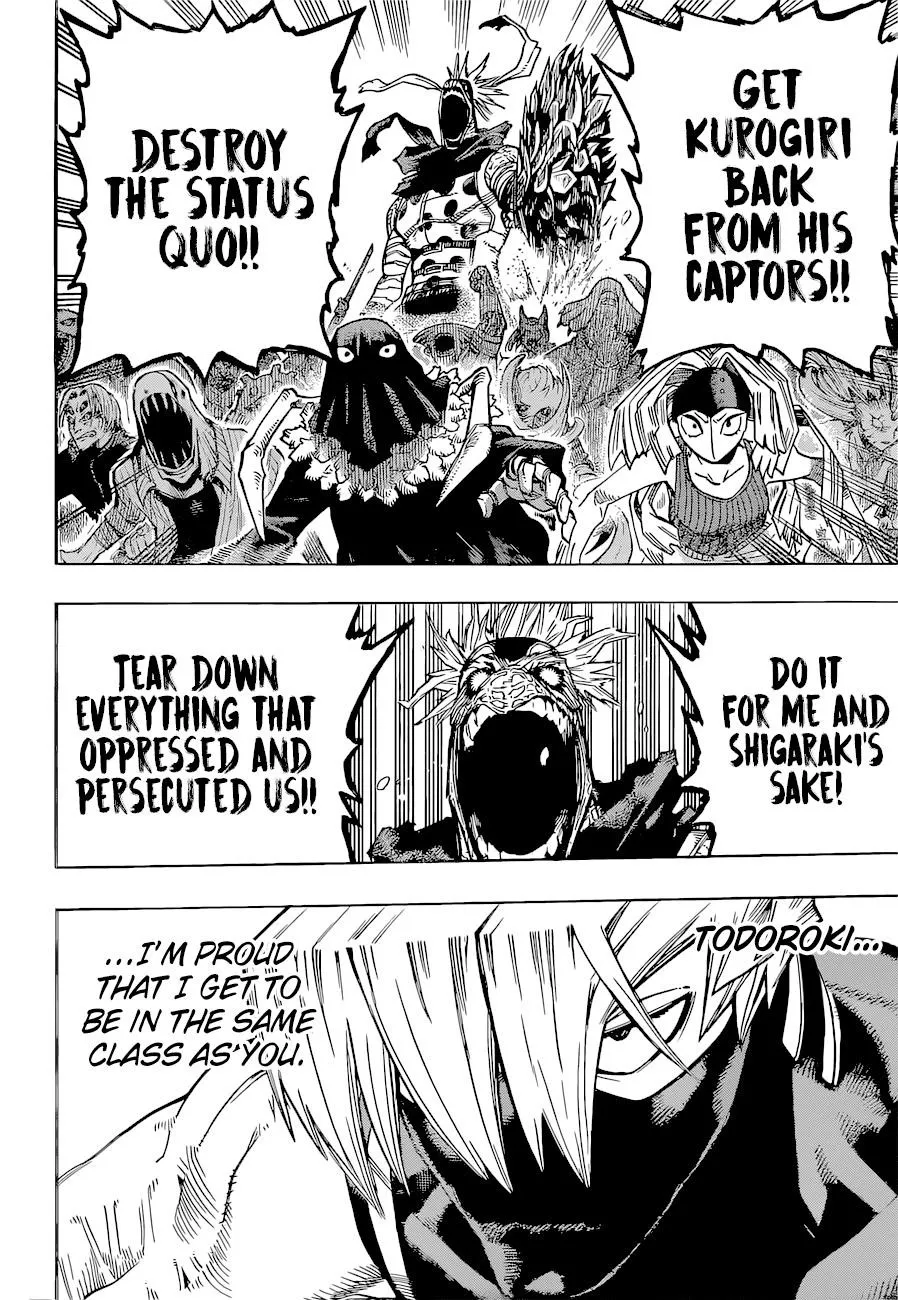 GET
KUROGIRI
BACK
FROM HIS
CAPTORS!!
DESTROY
THE STATUS
QUO!!
DO IT
FOR ME AND
SHIGARAKI'S
SAKE!
TEAR DOWN
EVERYTHING THAT
OPPRESSED AND
PERSECUTED US!!
TODOROKI...
...I'M PROUD
THAT I GET TO
BE IN THE SAME
CLASS AS YOU.